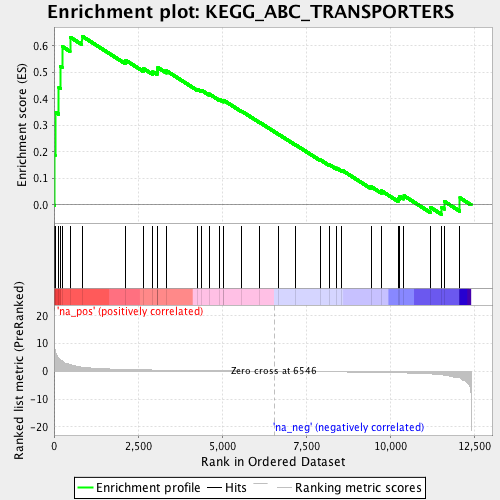 Enrichment plot: KEGG_ABC_TRANSPORTERS
Enrichment score (ES)
0.6
0.5
0.4
0.3
0.2
0.1
0.0
'na_pos' (positively correlated)
Ranked list metric (PreRanked)
20
10
0
-10
-20
Zero cross at 6546
'na_neg' (negatively correlated)
0
2,500
5,000
7,500
10,000
12,500
Rank in Ordered Dataset
Enrichment profile
Hits
Ranking metric scores